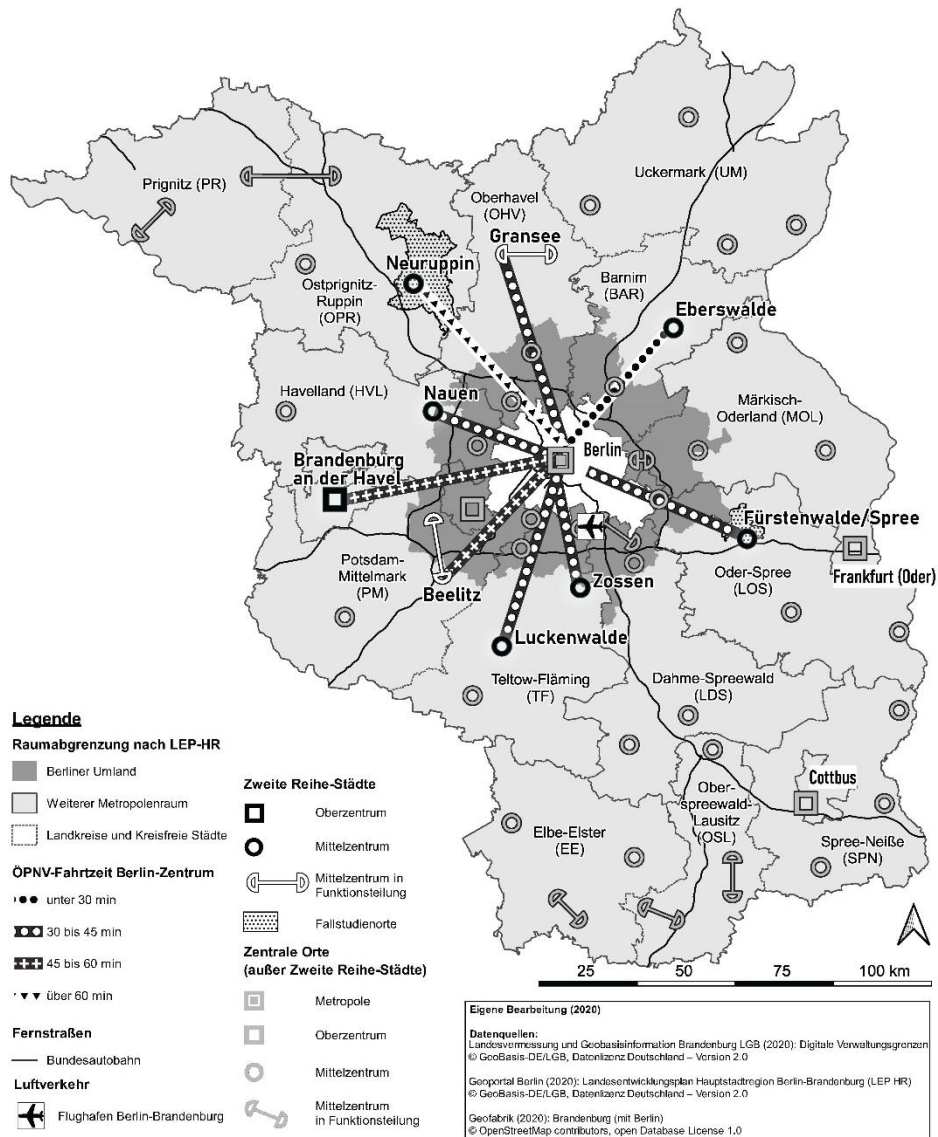 Prignitz (PR)
Uckermark (UM)
Oberhavel
(OHV)
Gransee
Neuruppin
Ostprignitz-
Ruppin
(OPR)
Barnim
(BAR)
Eberswalde
Havelland (HVL)
Nauen
Märkisch-
Oderland (MOL)
Berlin
Brandenburg
an der Havel
Fürstenwalde/Spree
Potsdam-
Mittelmark
(PM)
Beelitz
Zossen
Oder-Spree
(LOS)
Frankfurt (Oder)
Luckenwalde
Teltow-Fläming
(TF)
Dahme-Spreewald
(LDS)
Cottbus
Ober-
spreewald-
Lausitz
(OSL)
Elbe-Elster
(EE)
Spree-Neiße
(SPN)
Legende
Raumabgrenzung nach LEP-HR
Berliner Umland
Weiterer Metropolenraum
Landkreise und Kreisfreie Städte
ÖPNV-Fahrtzeit Berlin-Zentrum
unter 30 min
30 bis 45 min
45 bis 60 min
über 60 min
Fernstraßen
Bundesautobahn
Luftverkehr
Flughafen Berlin-Brandenburg
Zweite Reihe-Städte
Oberzentrum
Mittelzentrum
Mittelzentrum in
Funktionsteilung
Fallstudienorte
Zentrale Orte
(außer Zweite Reihe-Städte)
Metropole
Oberzentrum
Mittelzentrum
Mittelzentrum
in Funktionsteilung
25 50 75 100 km
Eigene Bearbeitung (2020)
Datenquellen:
Landesvermessung und Geobasisinformation Brandenburg LGB (2020): Digitale Verwaltungsgrenzen
© GeoBasis-DE/LGB, Datenlizenz Deutschland – Version 2.0
Geoportal Berlin (2020): Landesentwicklungsplan Hauptstadtregion Berlin-Brandenburg (LEP HR)
© GeoBasis-DE/LGB, Datenlizenz Deutschland – Version 2.0
Geofabrik (2020): Brandenburg (mit Berlin)
© OpenStreetMap contributors, open Database License 1.0